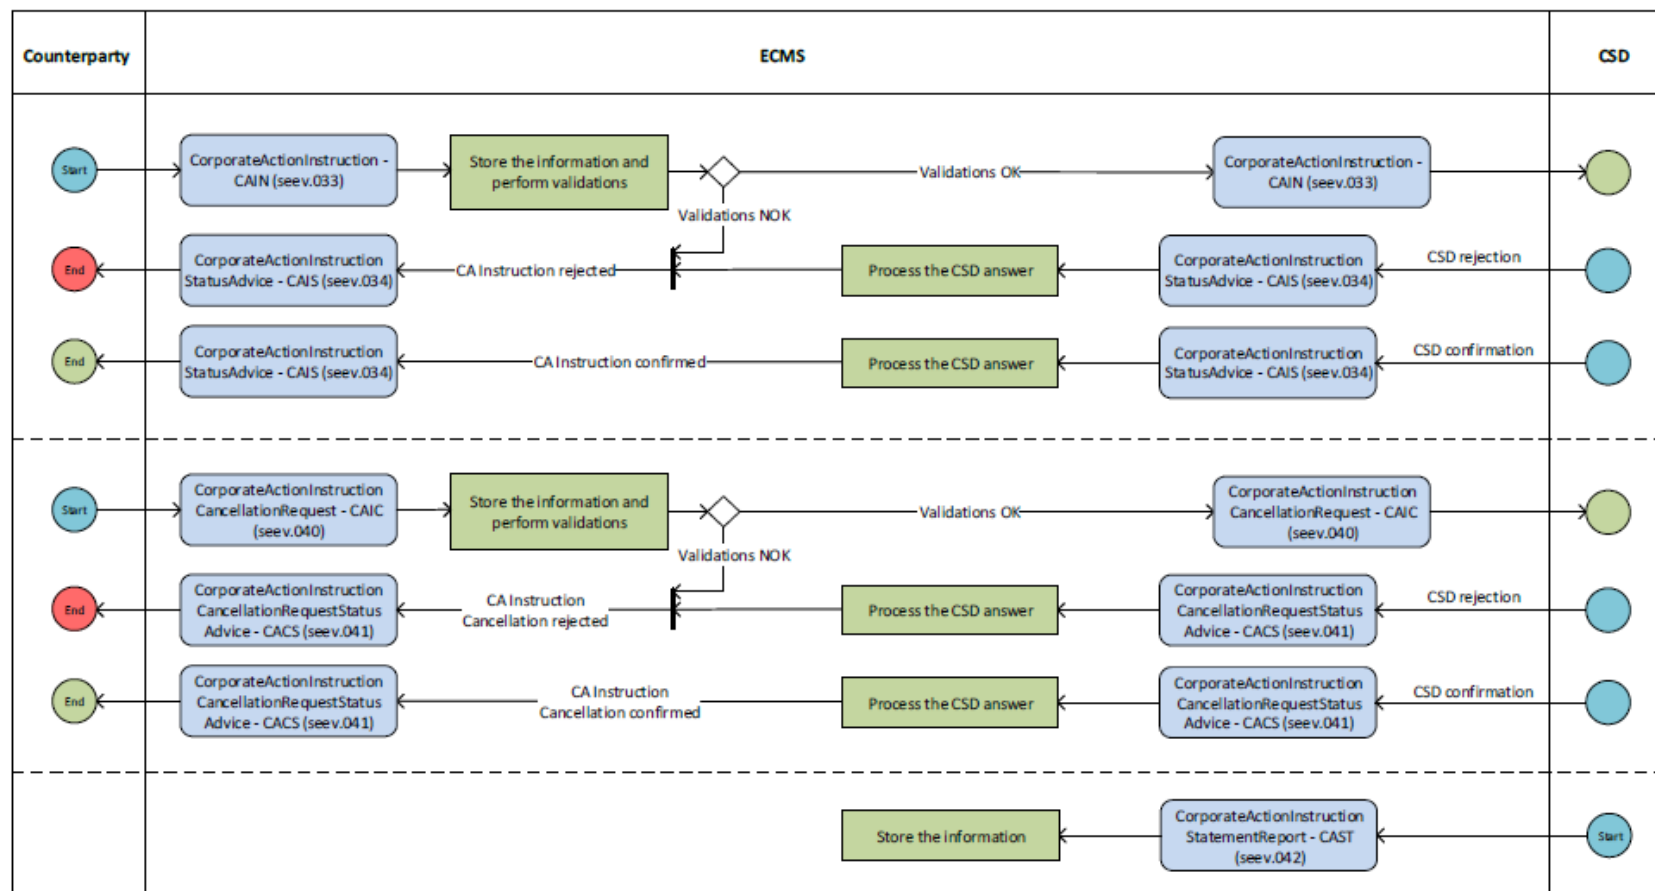 Counterparty
ECMS
CSD
Start
CorporateActionInstruction -
CAIN (seev.033)
Store the information and
perform validations
Validations OK
CorporateActionInstruction -
CAIN (seev.033)
Validations NOK
End
CorporateActionInstruction
StatusAdvice - CAIS (seev.034)
CA Instruction rejected
Process the CSD answer
CorporateActionInstruction
StatusAdvice - CAIS (seev.034)
CSD rejection
End
CorporateActionInstruction
StatusAdvice - CAIS (seev.034)
CA Instruction confirmed
Process the CSD answer
CorporateActionInstruction
StatusAdvice - CAIS (seev.034)
CSD confirmation
Start
CorporateActionInstruction
CancellationRequest - CAIC
(seev.040)
Store the information and
perform validations
Validations OK
CorporateActionInstruction
CancellationRequest - CAIC
(seev.040)
Validations NOK
End
CorporateActionInstruction
CancellationRequestStatus
Advice - CACS (seev.041)
CA Instruction
Cancellation rejected
Process the CSD answer
CorporateActionInstruction
CancellationRequestStatus
Advice - CACS (seev.041)
CSD rejection
End
CorporateActionInstruction
CancellationRequestStatus
Advice - CACS (seev.041)
CA Instruction
Cancellation confirmed
Process the CSD answer
CorporateActionInstruction
CancellationRequestStatus
Advice - CACS (seev.041)
CSD confirmation
Store the information
CorporateActionInstruction
StatementReport - CAST
(seev.042)
Start